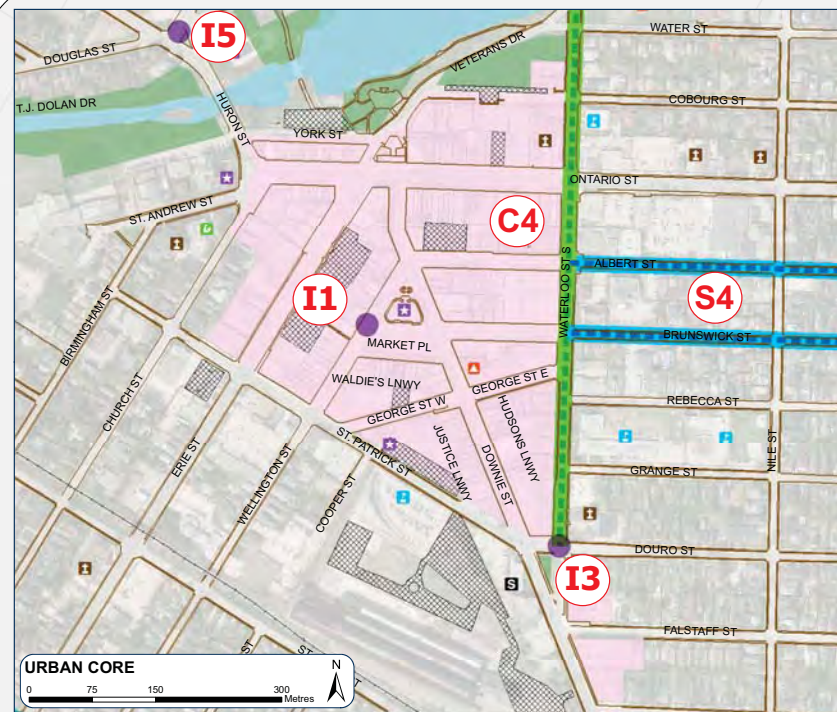 I5
WATER ST
DOUGLAS ST
VETERANS DR
T.J. DOLAN DR
COBOURG ST
HURON ST
YORK ST
ONTARIO ST
ST. ANDREW ST
C4
WATERLOO ST S
ALBERT ST
I1
S4
BIRMINGHAM ST
BRUNSWICK ST
MARKET PL
WALDIE'S LNWY
GEORGE ST E
CHURCH ST
REBECCA ST
GEORGE ST W
HUDSONS LNWY
ERIE ST
ST. PATRICK ST
JUSTICE LNWY
DOWNIE ST
NILE ST
WELLINGTON ST
GRANGE ST
COOPER ST
DOURO ST
S
I3
FALSTAFF ST
ST
ST
URBAN CORE
N
0 75 150 300
Metres